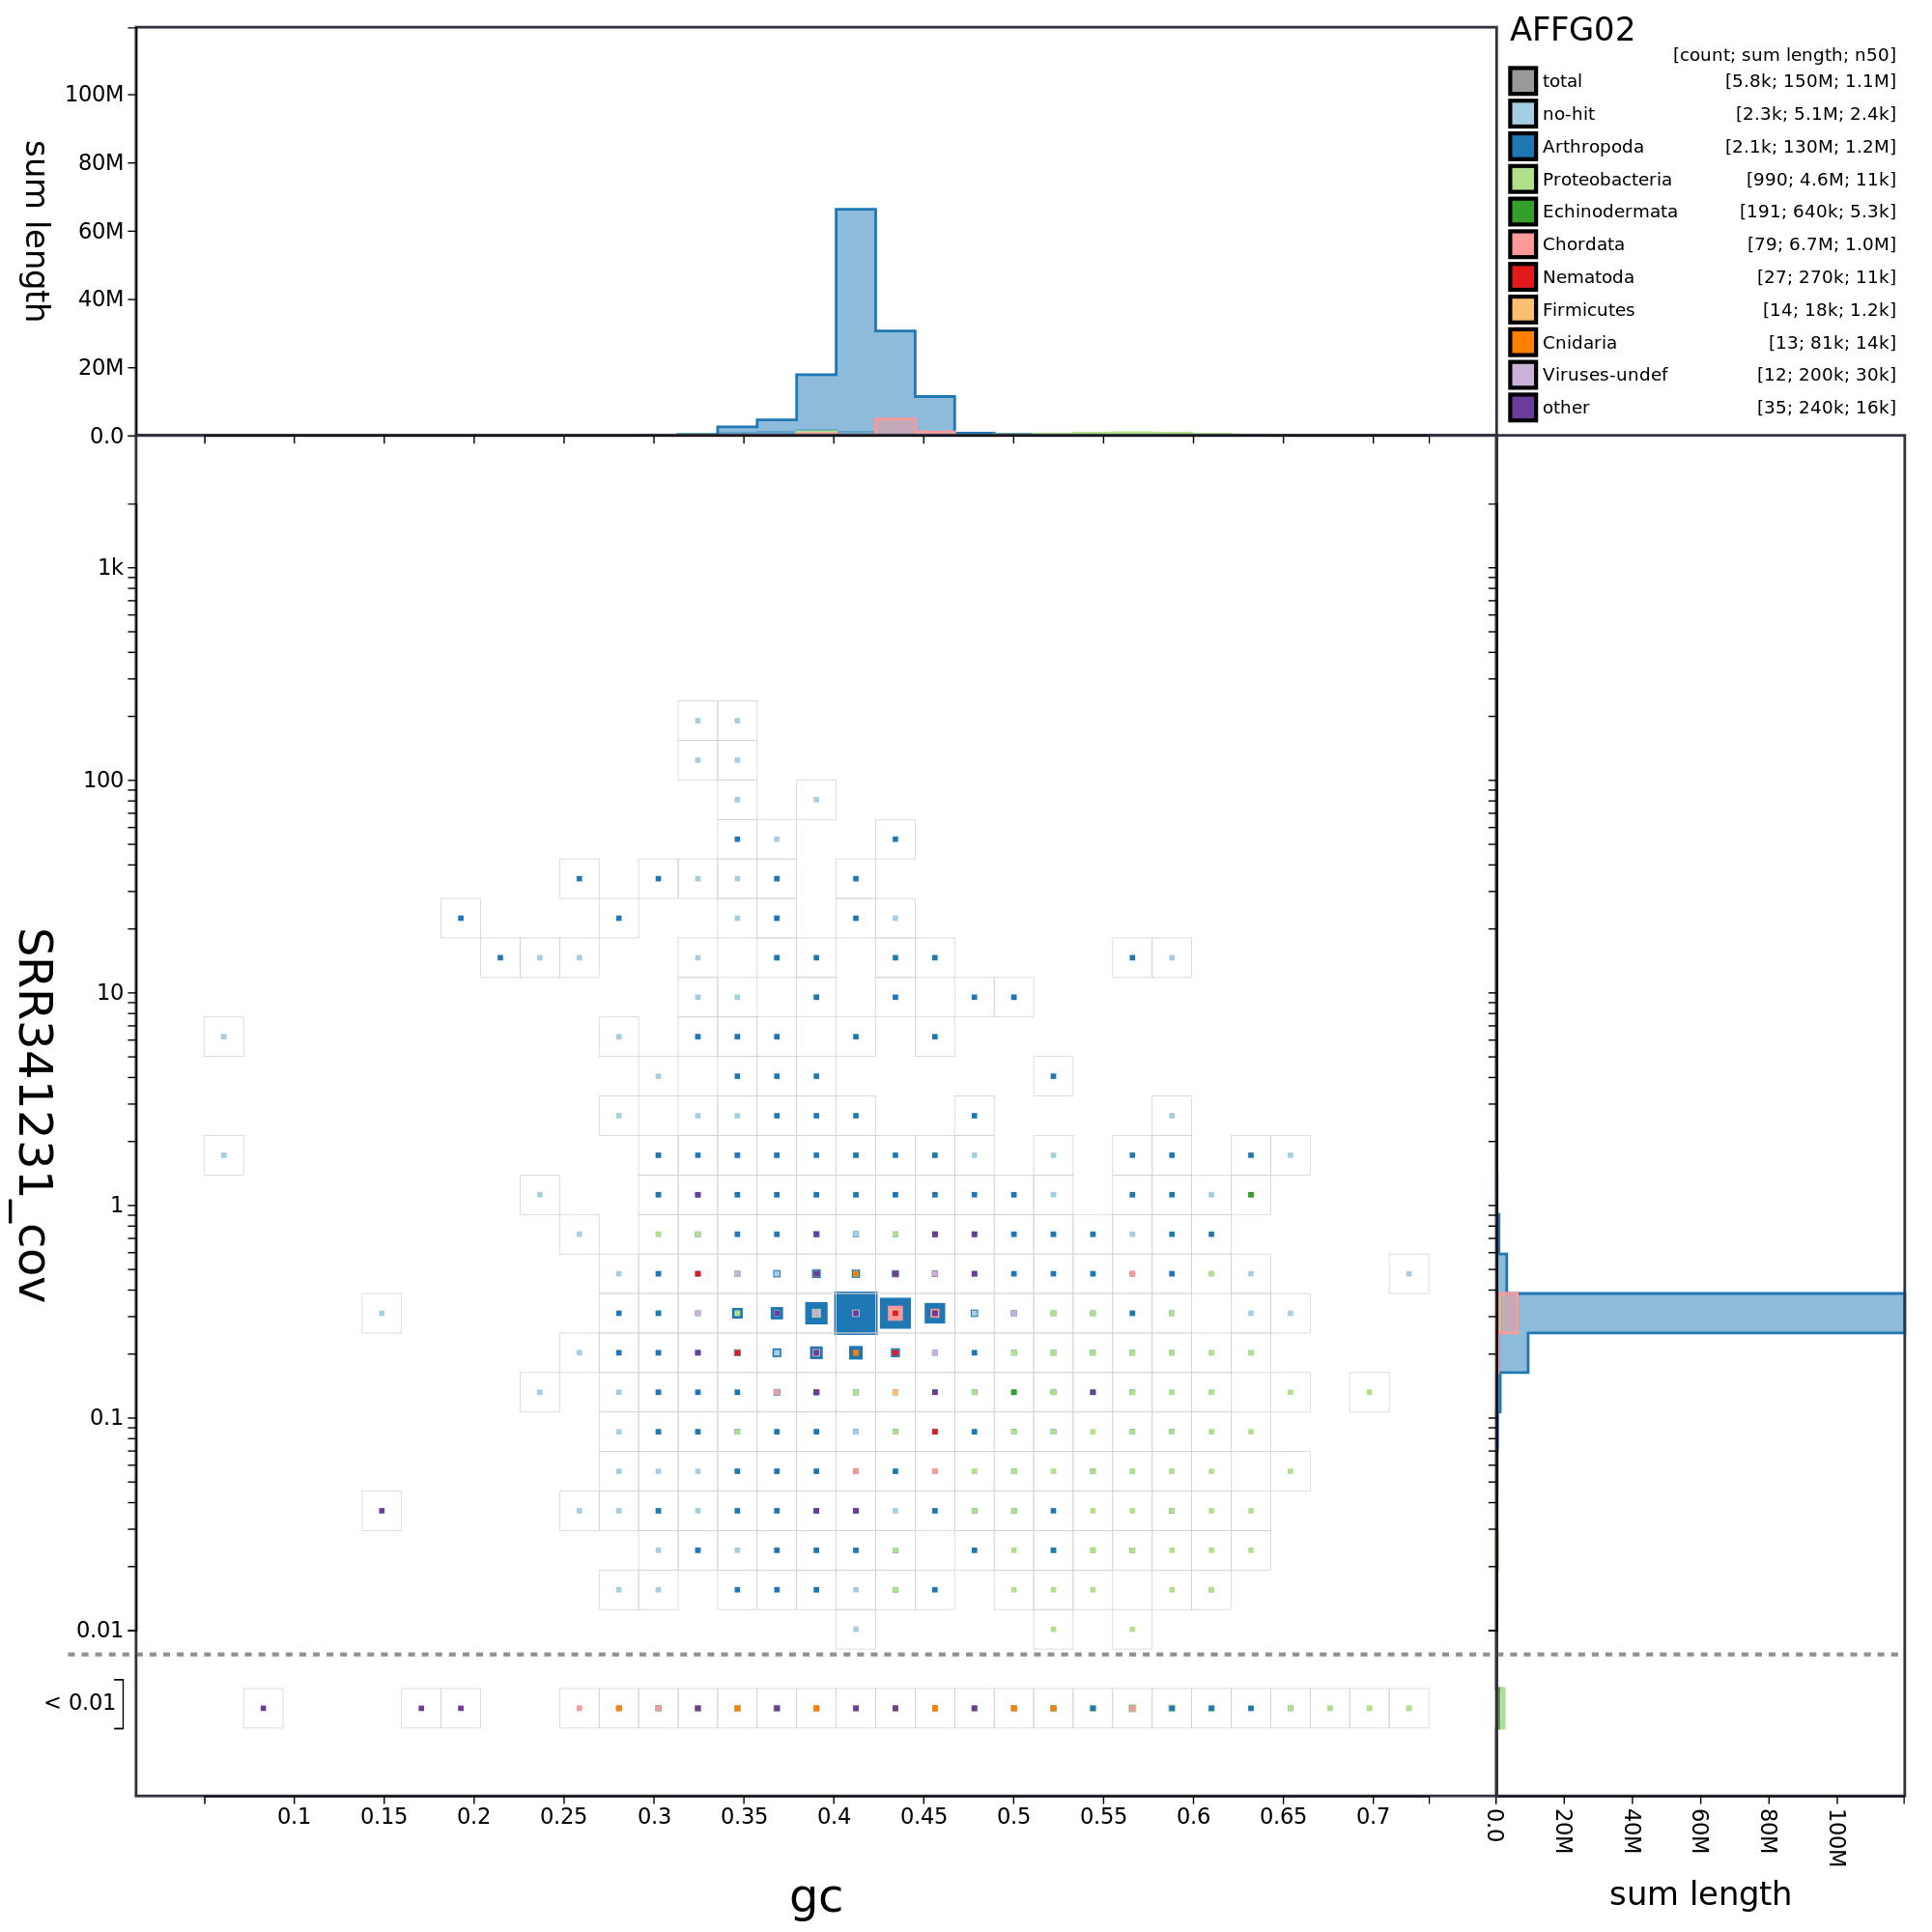 AFFG02
[count; sum length; n50]
total [5.8k; 150M; 1.1M]
no-hit [2.3k; 5.1M; 2.4k]
Arthropoda [2.1k; 130M; 1.2M]
Proteobacteria [990; 4.6M; 11k]
Echinodermata [191; 640k; 5.3k]
Chordata [79; 6.7M; 1.0M]
Nematoda [27; 270k; 11k]
Firmicutes [14; 18k; 1.2k]
Cnidaria [13; 81k; 14k]
Viruses-undef [12; 200k; 30k]
other [35; 240k; 16k]
sum length
100M
80M
60M
40M
20M
0.0
SRR341231_cov
1k
100
10
1
0.1
0.01
< 0.01
0.1 0.15 0.2 0.25 0.3 0.35 0.4 0.45 0.5 0.55 0.6 0.65 0.7
gc
0.0 20M 40M 60M 80M 100M
sum length